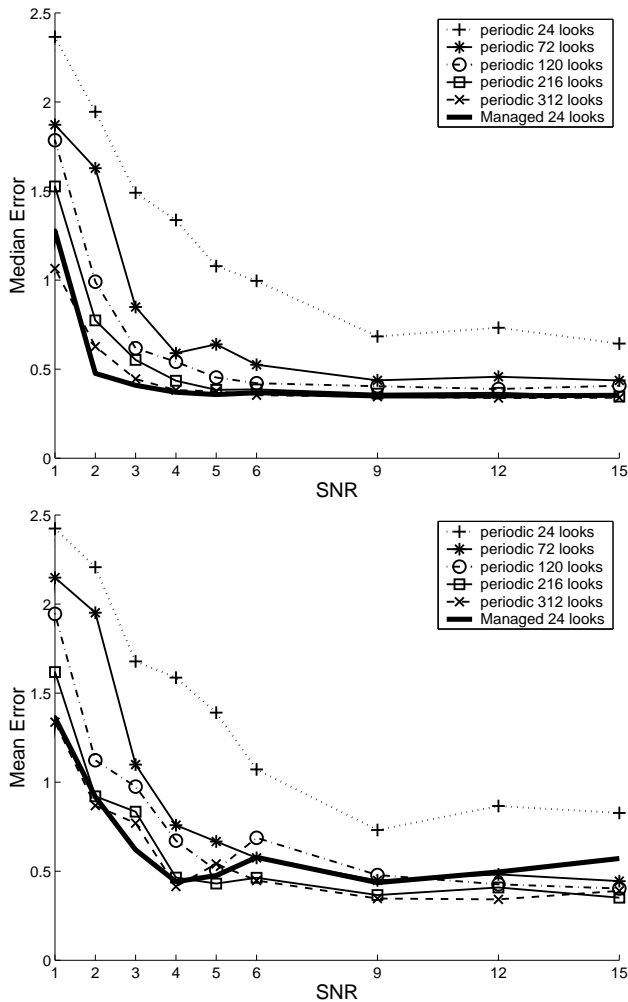 2.5
2
1.5
1
0.5
0
Median Error
periodic 24 looks
periodic 72 looks
periodic 120 looks
periodic 216 looks
periodic 312 looks
Managed 24 looks
1 2 3 4 5 6 9 12 15
SNR
2.5
2
1.5
1
0.5
0
Mean Error
periodic 24 looks
periodic 72 looks
periodic 120 looks
periodic 216 looks
periodic 312 looks
Managed 24 looks
1 2 3 4 5 6 9 12 15
SNR